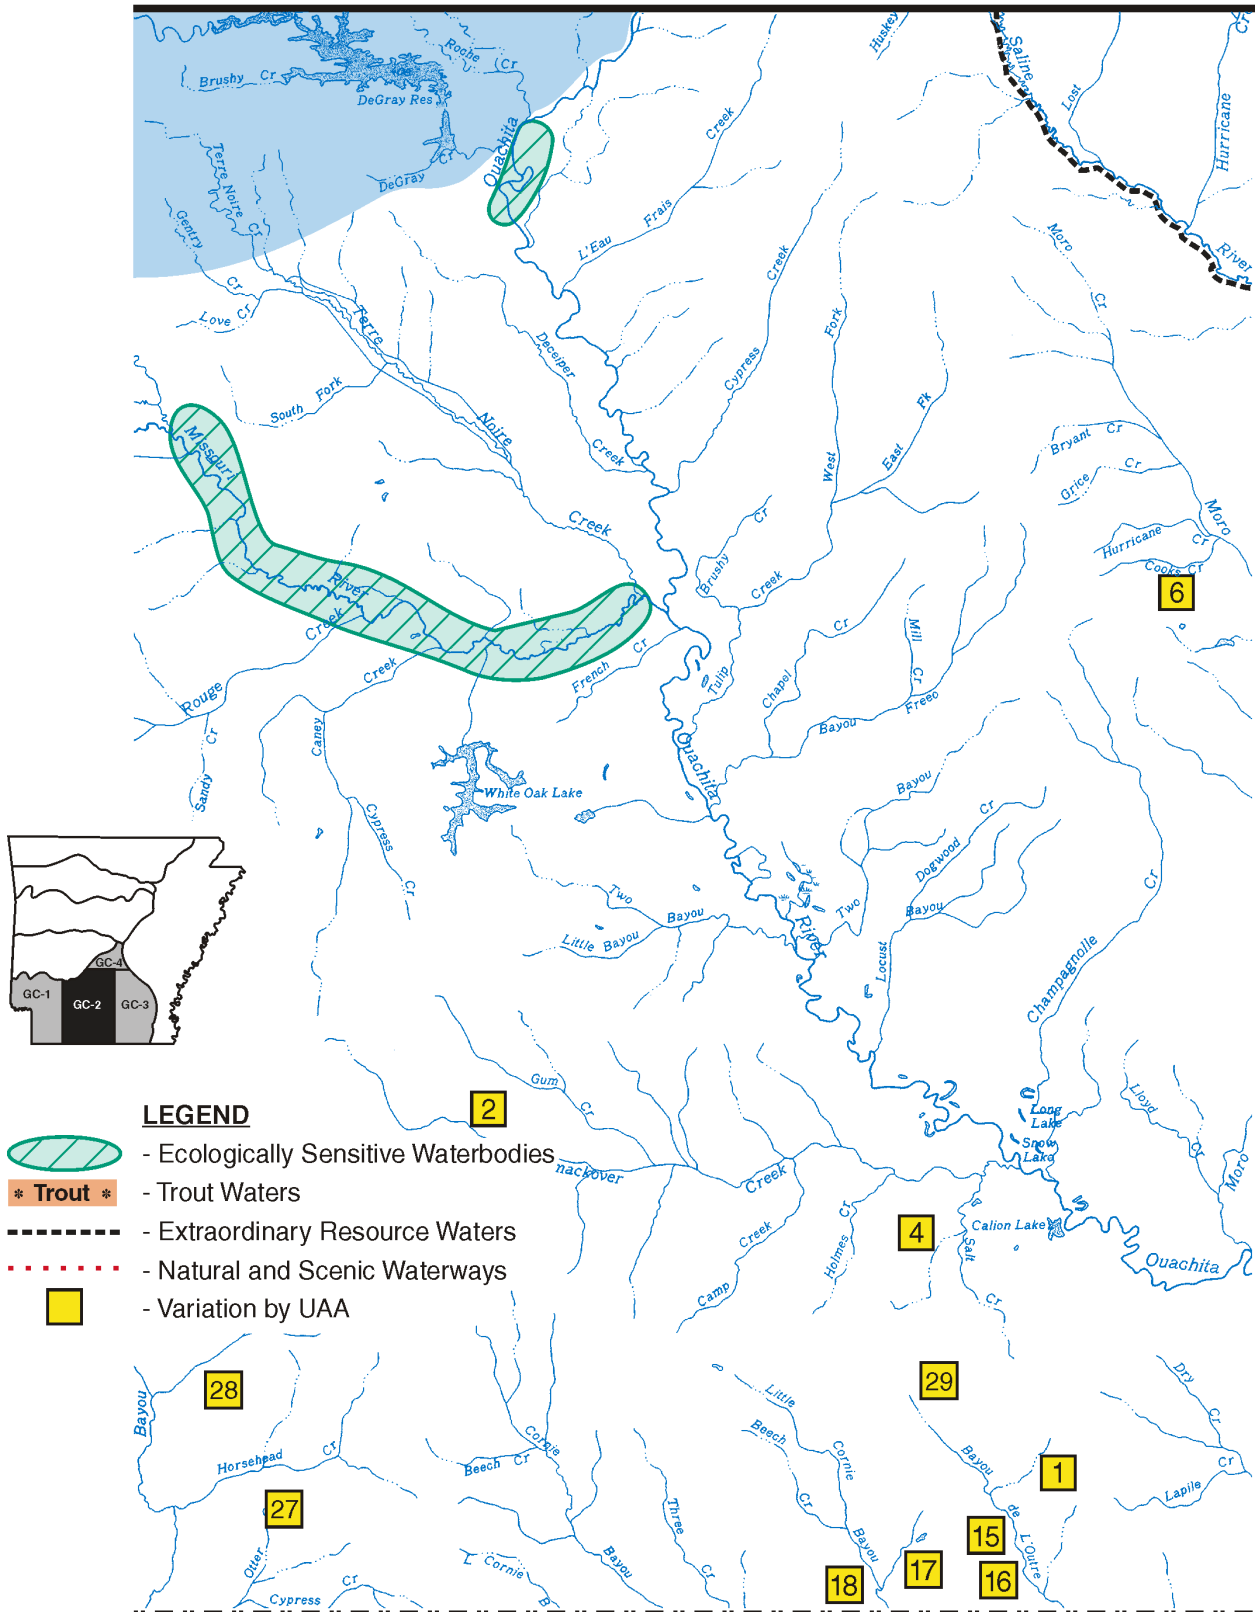 Roche
Cr
Huskey
Saline
Lost
Cr
Hurricane
Brushy Cr
DeGray Res
Creek
Ouachita
Cr
DeGray
Terre Noire
Cr
Gentry
Cr
Frais
L'Eau
Moro
Cr
River
Creek
Love Cr
Terre
Deceiper
Fork
Cypress
South Fork
Noire
Creek
Fk
East
West
Bryant Cr
Cr
Grice
Missouri
Moro
Creek
Cr
Hurricane
Cr
Cooks Cr
6
Brushy
Creek
River
Creek
Cr
French
Creek
Rouge
Cr
Sandy
Caney
Cypress
Cr
White Oak Lake
Tulip
Cr
Chapel
Mill
Cr
Freeo
Bayou
Ouachita
Bayou
Cr
Dogwood
Bayou
Two
Two
Bayou
Little Bayou
River
Locust
Cr
Champagnolle
GC-4
GC-1
GC-2
GC-3
Gum
Cr
2
Long
Lake
Snow
Lake
Lloyd
Cr
Moro
LEGEND
- Ecologically Sensitive Waterbodies
* Trout *
- Trout Waters
- Extraordinary Resource Waters
- Natural and Scenic Waterways
- Variation by UAA
mackover
Creek
Creek
Camp
Cr
Holmes
4
Calion Lake
Salt
Cr
Ouachita
28
Bayou
Horsehead
Cr
27
Otter
Cypress
Cr
Cornie
Beech Cr
L Cornie
B
Bayou
Three
Cr
Little
Beech
Cornie
Cr
Bayou
18
17
29
Bayou
1
de
15
L'Outre
16
Dry
Cr
Cr
Lapile